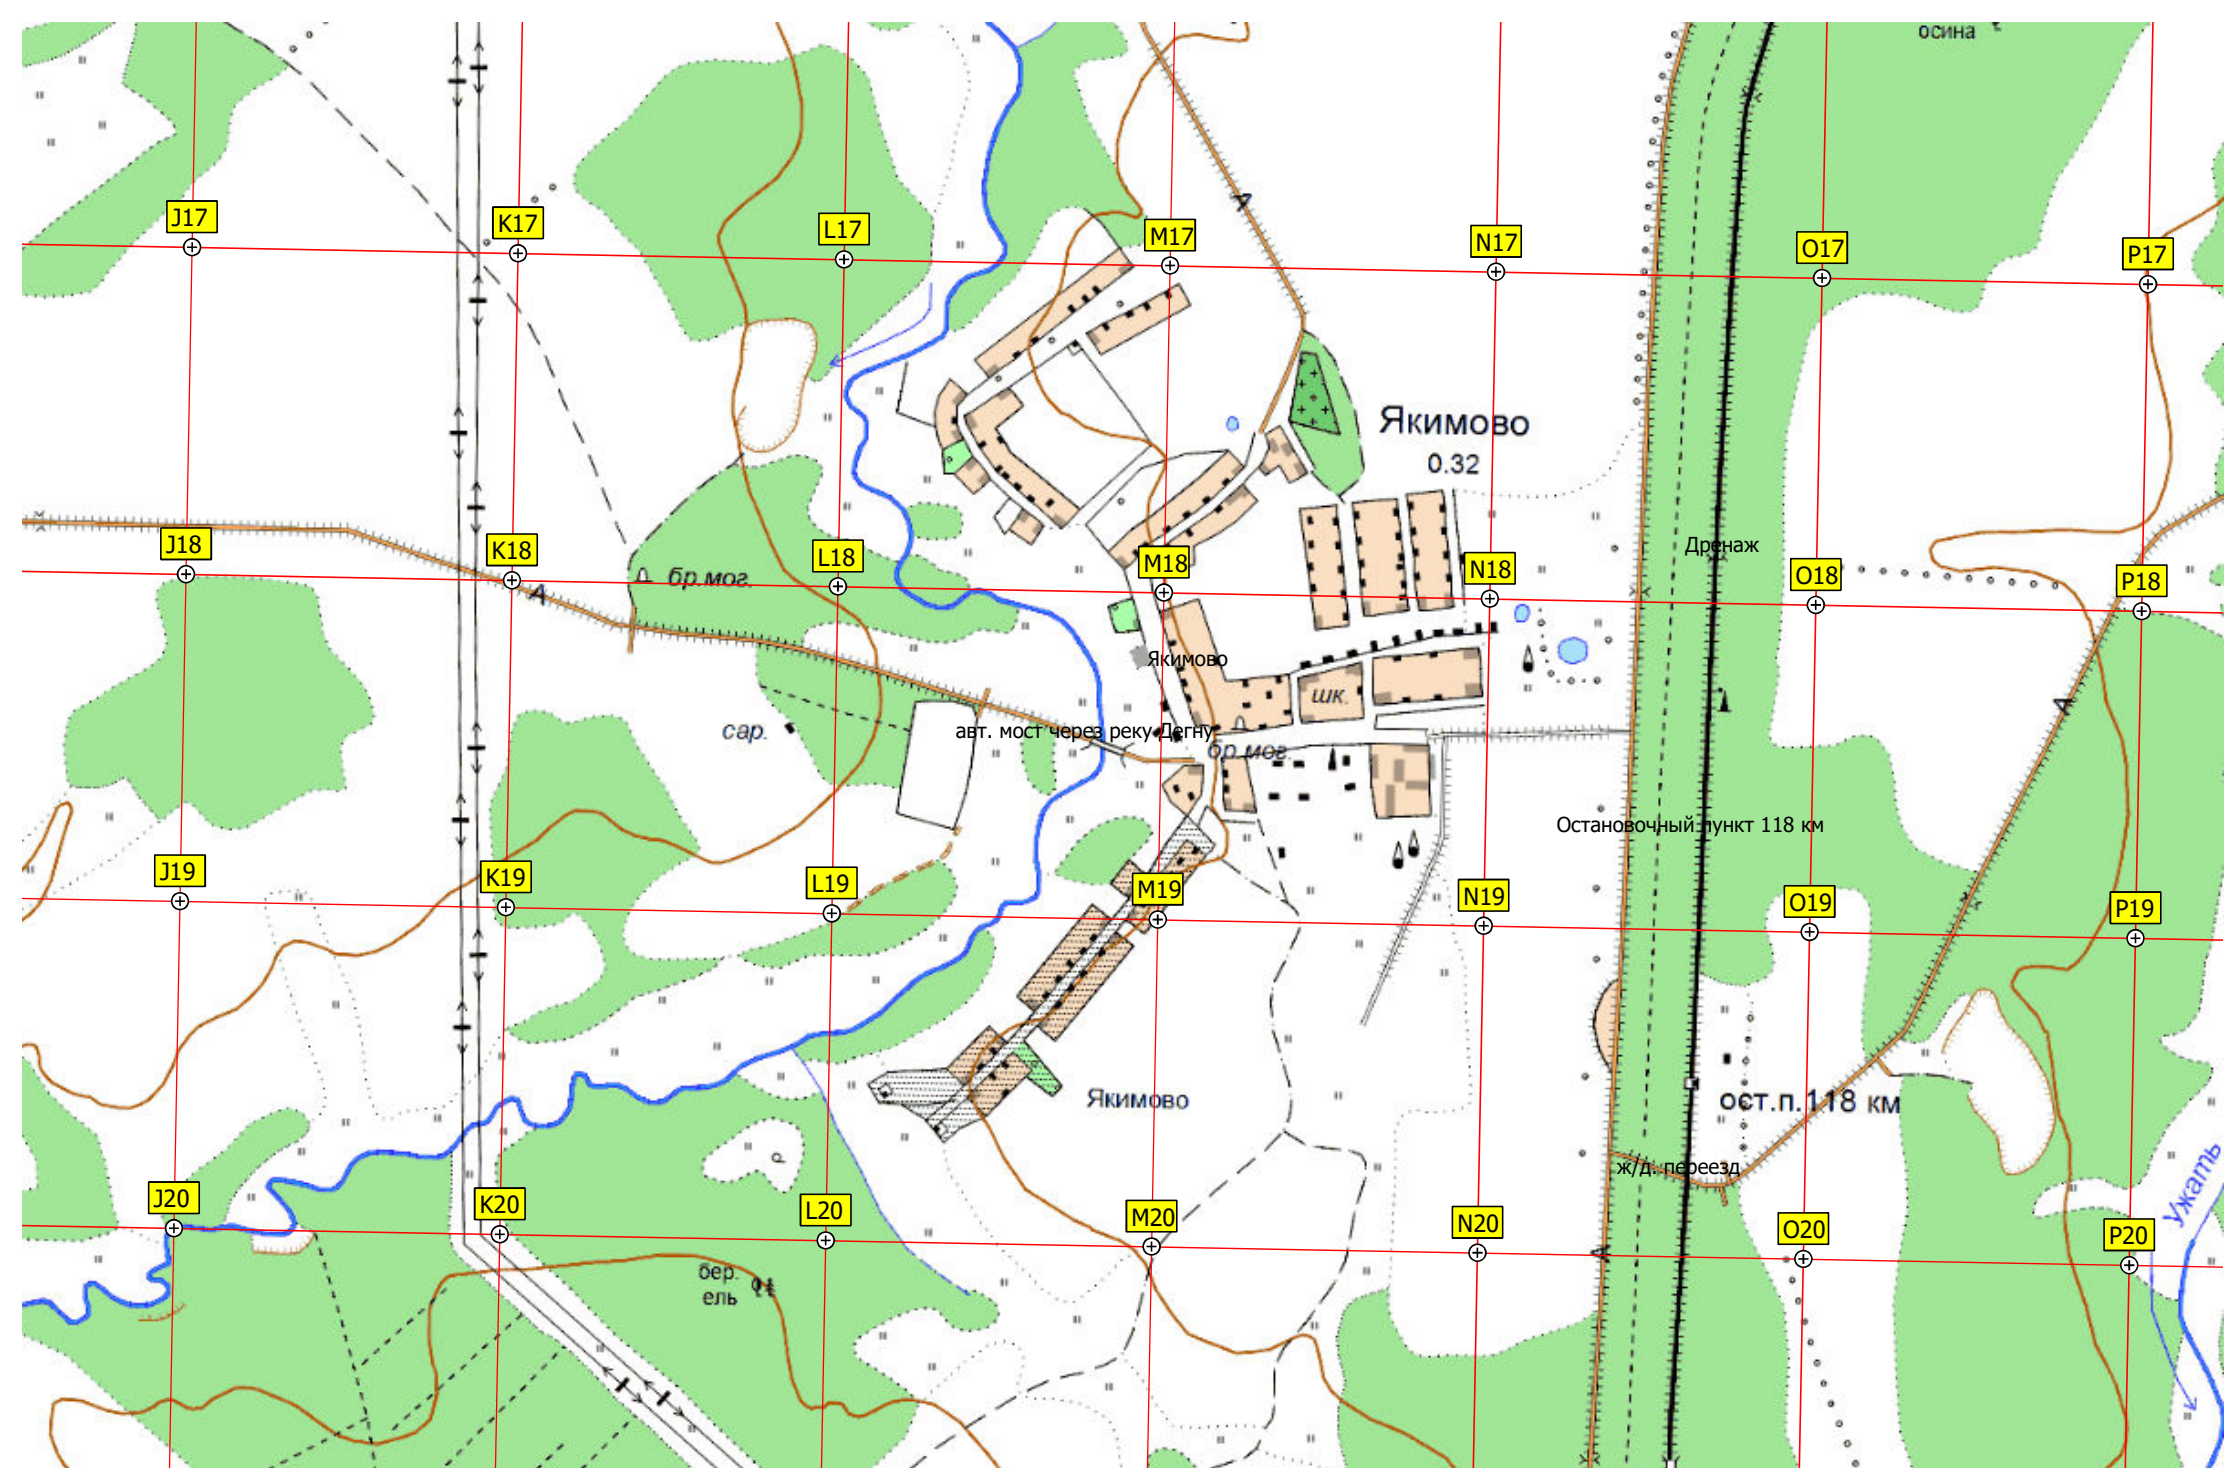 осина
J17
K17
L17
M17
N17
O17
P17
А
Якимово
0.32
J18
K18
L18
M18
N18
O18
P18
Дренаж
А
бр.мог.
Якимово
шк.
А
сар.
авт. мост через реку Дегну
бр.мог.
Остановочный пункт 118 км
J19
K19
L19
M19
N19
O19
P19
Якимово
ост.п.118 км
р
ж/д. переезд
Ужать
J20
K20
L20
M20
N20
O20
P20
А
бер.
ель